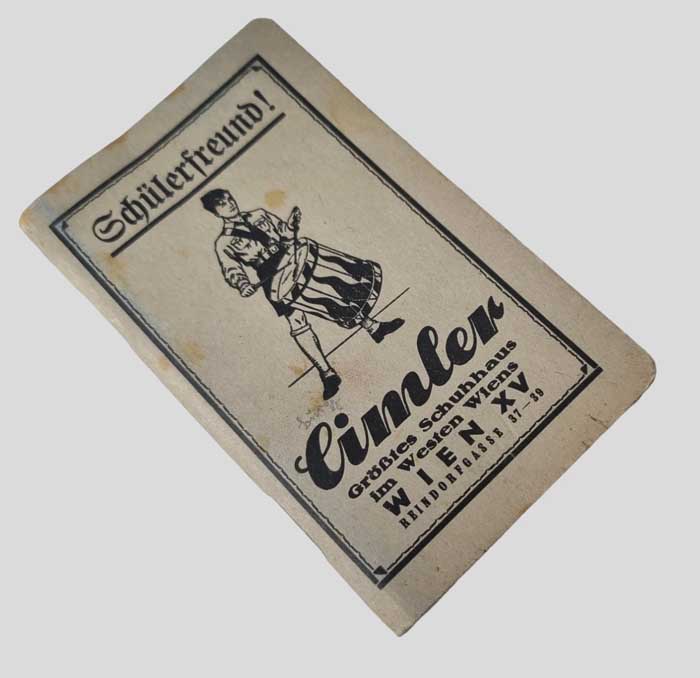 Schülerfreund!
Cimler
Größtes Schuhhaus
im Westen Wiens
WIEN XV
REINDORFGASSE 37–39